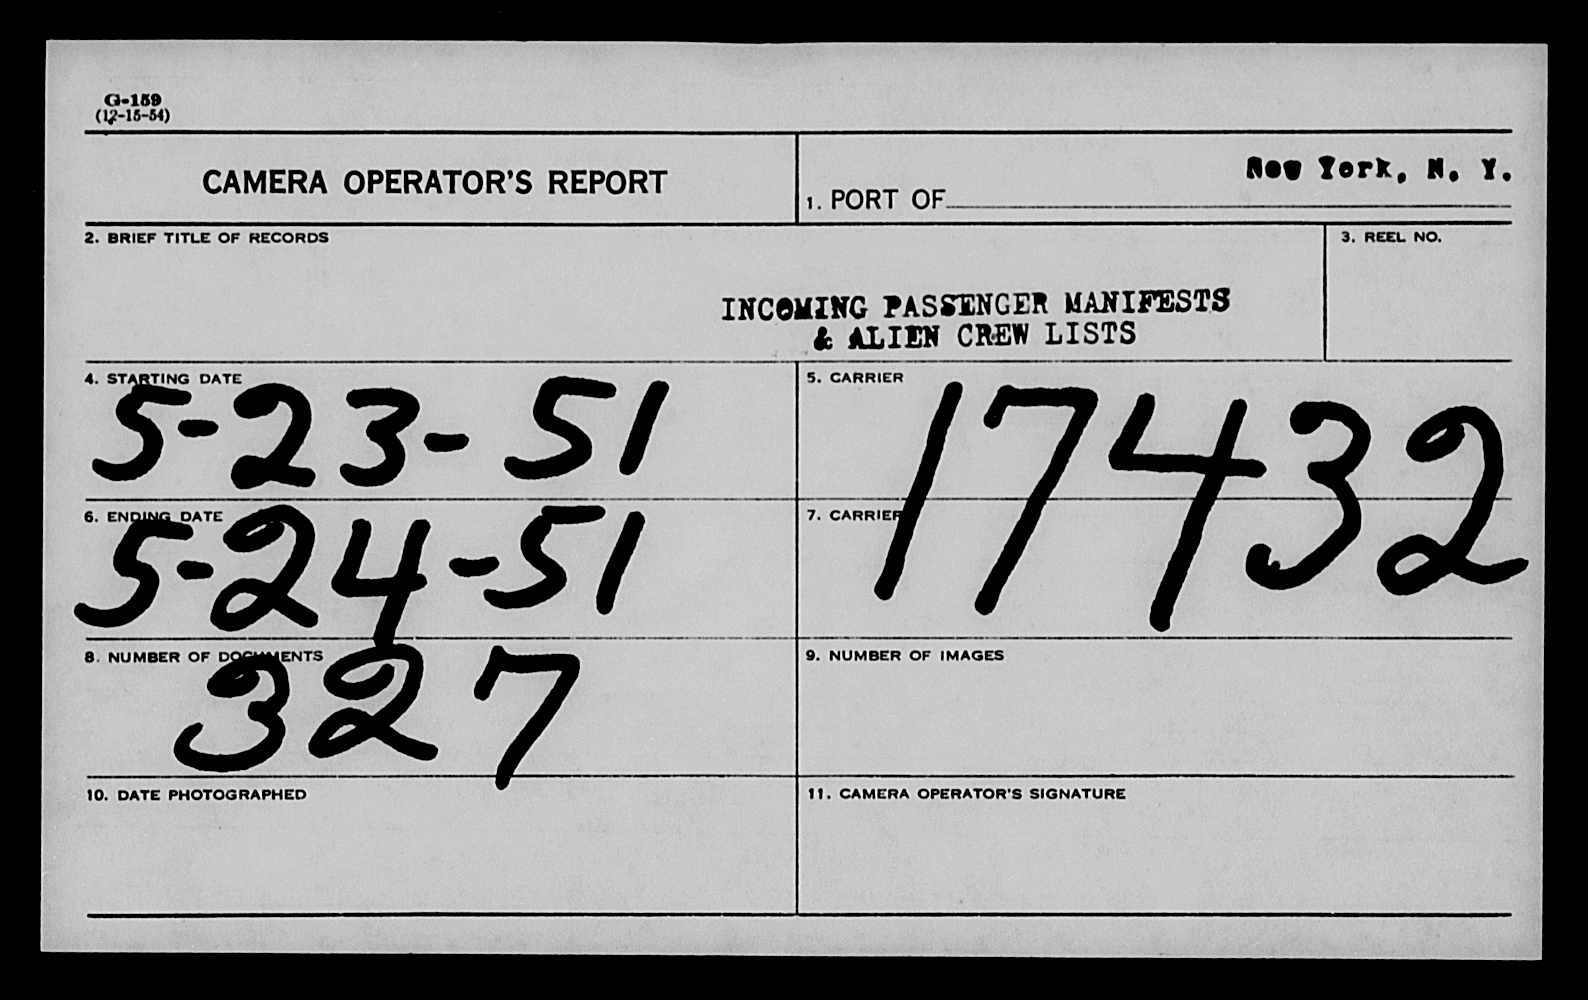 G-159
(12-15-54)
CAMERA OPERATOR'S REPORT
1. PORT OF New York, N. Y.
2. BRIEF TITLE OF RECORDS
3. REEL NO.
INCOMING PASSENGER MANIFESTS
& ALIEN CREW LISTS
4. STARTING DATE
5-23-51
5. CARRIER
17432
6. ENDING DATE
5-24-51
7. CARRIER
8. NUMBER OF DOCUMENTS
327
9. NUMBER OF IMAGES
10. DATE PHOTOGRAPHED
11. CAMERA OPERATOR'S SIGNATURE